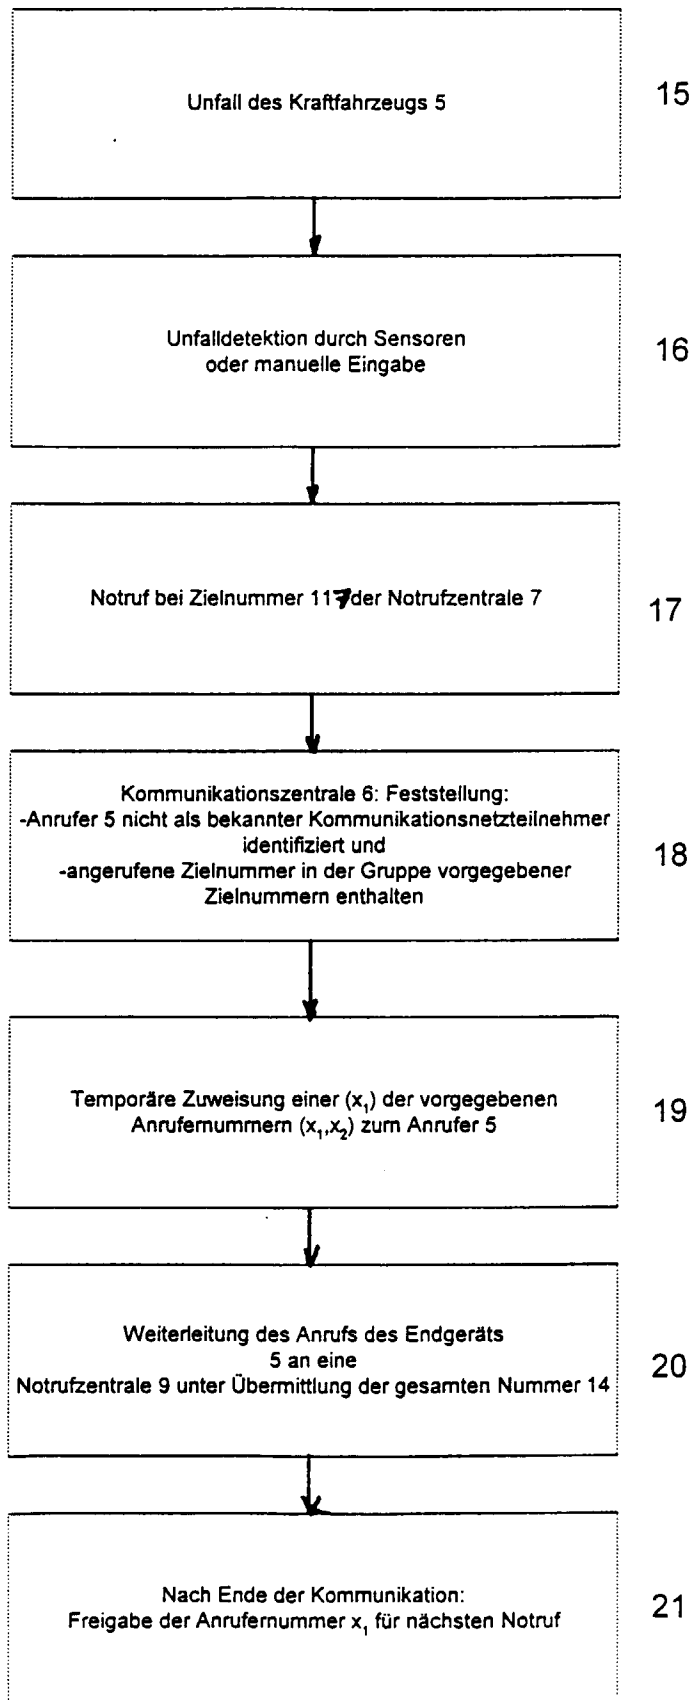 Unfall des Kraftfahrzeugs 5
15
Unfalldetektion durch Sensoren
oder manuelle Eingabe
16
Notruf bei Zielnummer 117 der Notrufzentrale 7
17
Kommunikationszentrale 6: Feststellung:
-Anrufer 5 nicht als bekannter Kommunikationsnetzteilnehmer
identifiziert und
-angerufene Zielnummer in der Gruppe vorgegebener
Zielnummern enthalten
18
Temporäre Zuweisung einer (x₁) der vorgegebenen
Anrufernummern (x₁,x₂) zum Anrufer 5
19
Weiterleitung des Anrufs des Endgeräts
5 an eine
Notrufzentrale 9 unter Übermittlung der gesamten Nummer 14
20
Nach Ende der Kommunikation:
Freigabe der Anrufernummer x₁ für nächsten Notruf
21